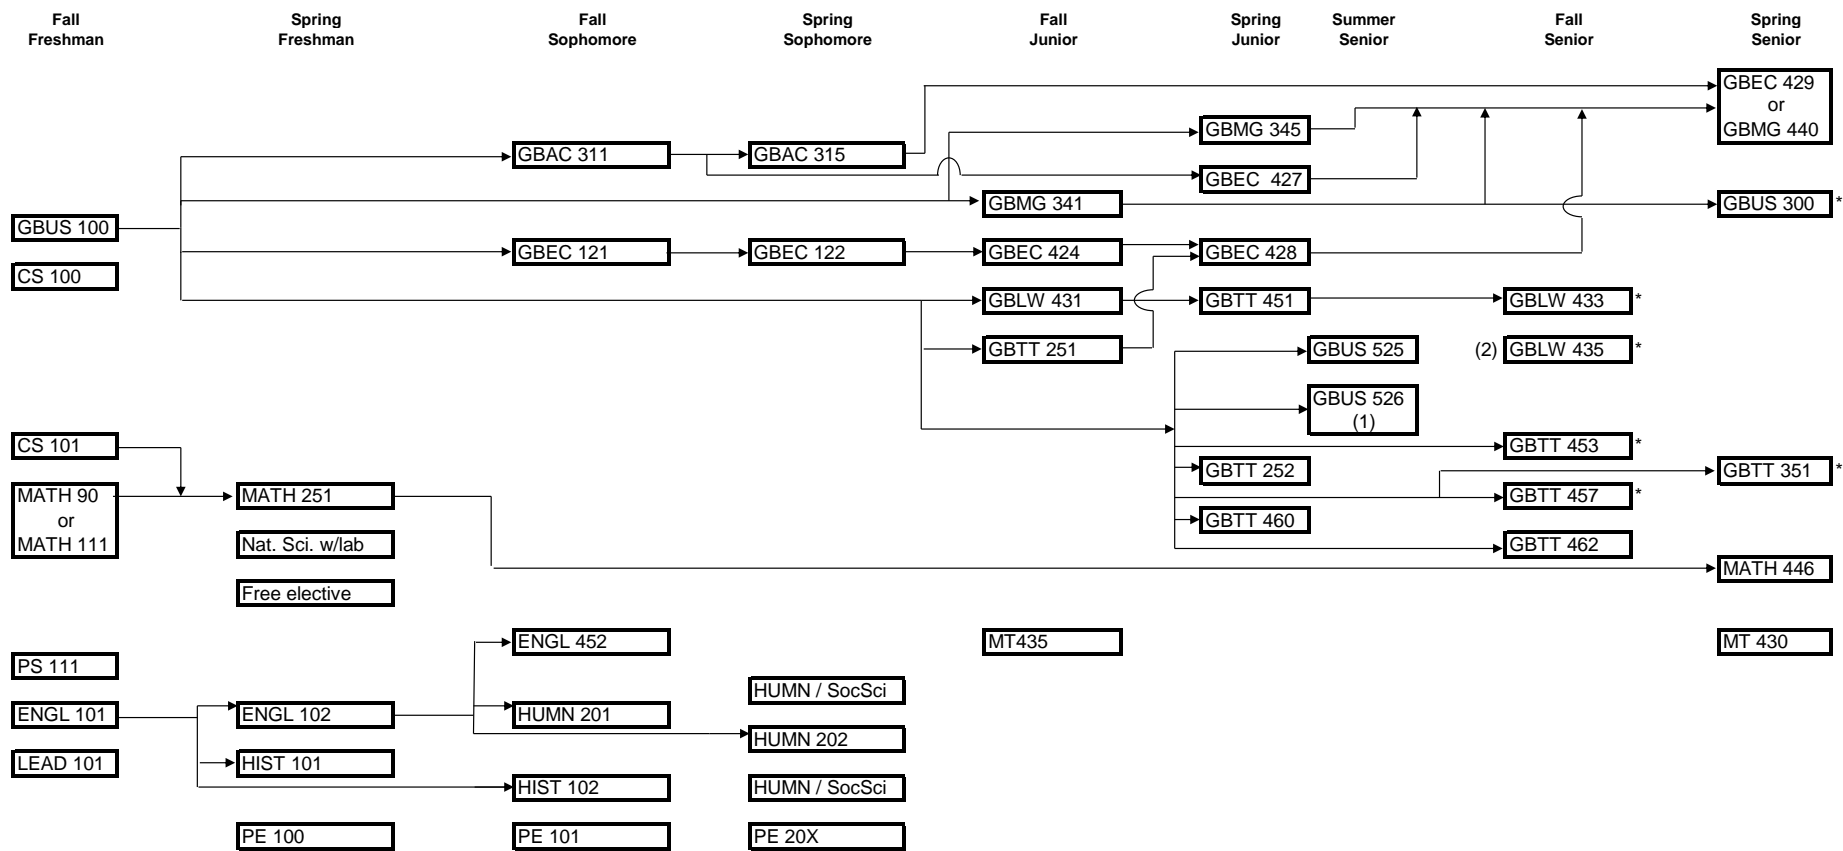 Fall
Freshman
Spring
Freshman
Fall
Sophomore
Spring
Sophomore
Fall
Junior
Spring
Junior
Summer
Senior
Fall
Senior
Spring
Senior
GBEC 429
or
GBMG 440
GBMG 345
GBAC 311
GBAC 315
GBEC  427
GBMG 341
GBUS 300 *
GBUS 100
GBEC 121
GBEC 122
GBEC 424
GBEC 428
CS 100
GBLW 431
GBTT 451
GBLW 433 *
GBTT 251
GBUS 525
(2) GBLW 435 *
GBUS 526
(1)
CS 101
GBTT 453 *
GBTT 252
GBTT 351 *
MATH 90
or
MATH 111
MATH 251
GBTT 457 *
GBTT 460
Nat. Sci. w/lab
GBTT 462
MATH 446
Free elective
ENGL 452
MT435
MT 430
PS 111
HUMN / SocSci
ENGL 101
ENGL 102
HUMN 201
HUMN 202
LEAD 101
HIST 101
HIST 102
HUMN / SocSci
PE 100
PE 101
PE 20X